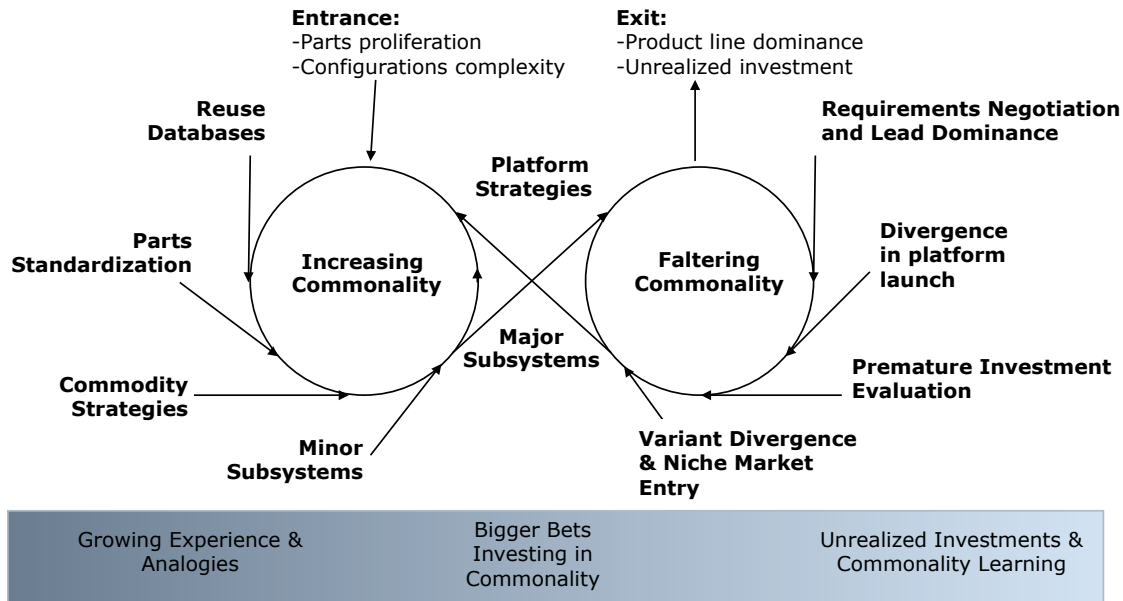 Entrance:
-Parts proliferation
-Configurations complexity
Exit:
-Product line dominance
-Unrealized investment
Reuse
Databases
Requirements Negotiation
and Lead Dominance
Platform
Strategies
Parts
Standardization
Increasing
Commonality
Faltering
Commonality
Divergence
in platform
launch
Major
Subsystems
Commodity
Strategies
Premature Investment
Evaluation
Minor
Subsystems
Variant Divergence
& Niche Market
Entry
Growing Experience &
Analogies
Bigger Bets
Investing in
Commonality
Unrealized Investments &
Commonality Learning